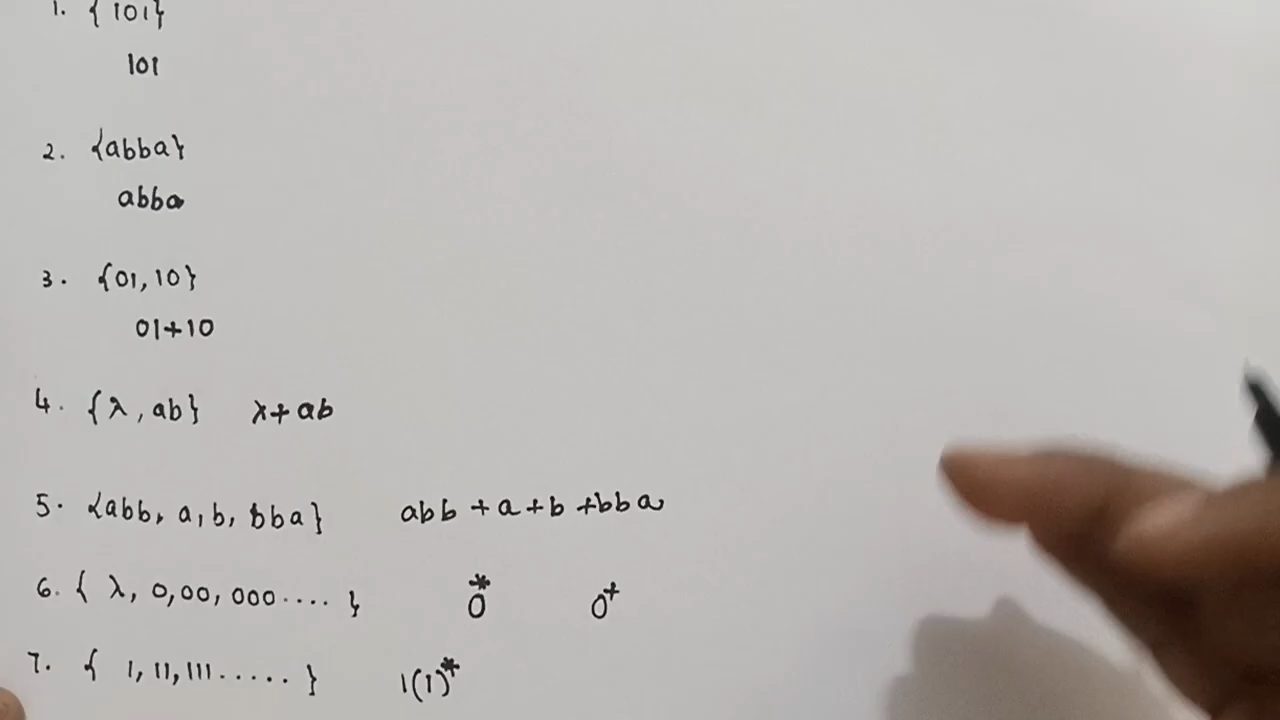 1. {101}
101
2. {abba}
abba
3. {01,10}
01+10
4. {λ, ab} λ+ab
5. {abb, a, b, bba} abb+a+b+bba
6. {λ, 0,00,000....} 0* 0+
7. {1, 11, 111.....} 1(1)*